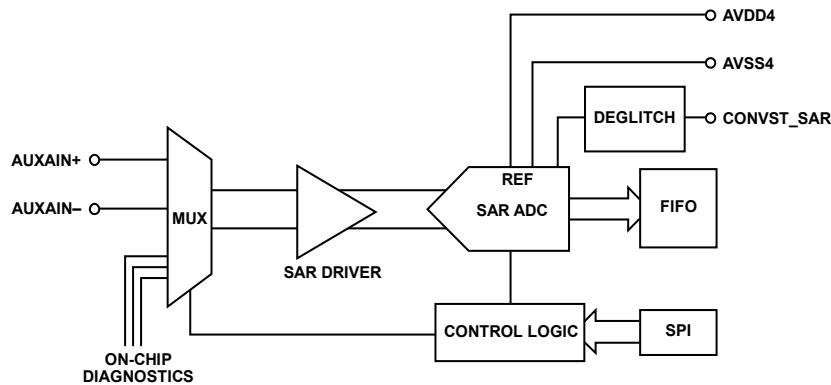 AVDD4
AVSS4
DEGLITCH
CONVST_SAR
AUXAIN+
REF
AUXAIN–
MUX
SAR ADC
FIFO
SAR DRIVER
CONTROL LOGIC
SPI
ON-CHIP
DIAGNOSTICS